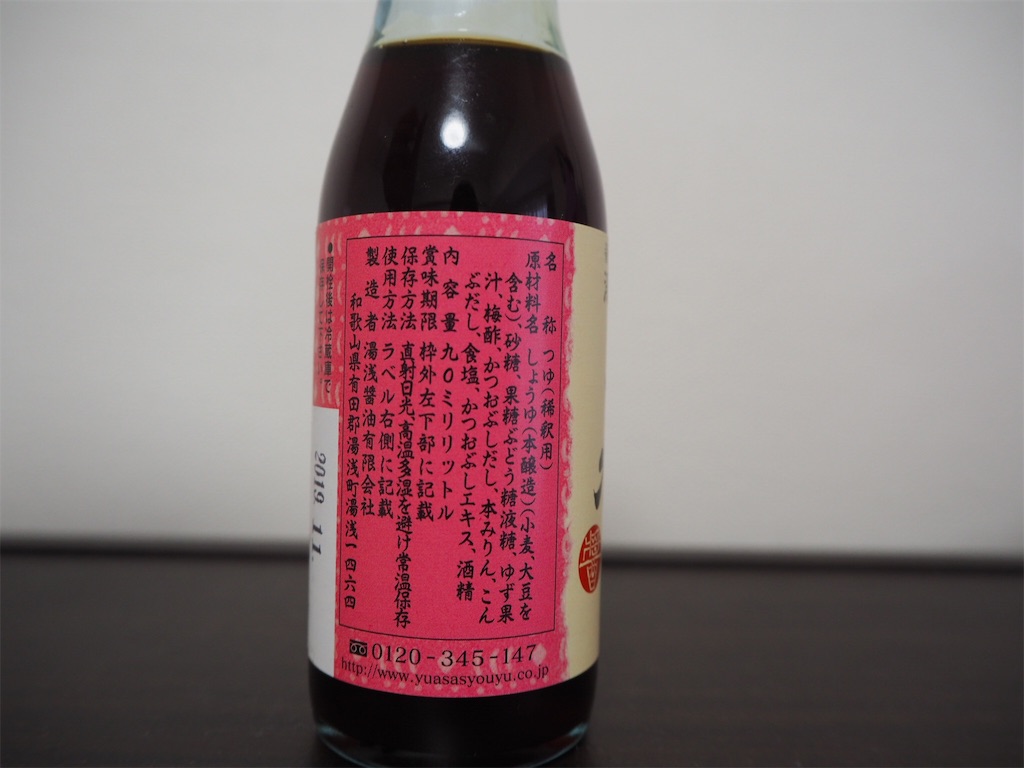 名称 つゆ(稀釈用)
原材料名 しょうゆ(本醸造)(小麦、大豆を
含む)、砂糖、果糖ぶどう糖液糖、ゆず果
汁、梅酢、かつおぶしだし、本みりん、こん
ぶだし、食塩、かつおぶしエキス、酒精
内容量 九〇ミリリットル
賞味期限 枠外左下部に記載
保存方法 直射日光、高温多湿を避け常温保存
使用方法 ラベル右側に記載
製造者 湯浅醤油有限会社
和歌山県有田郡湯浅町湯浅一四六四
●開栓後は冷蔵庫で
2019.11.
0120-345-147
http://www.yuasasyouyu.co.jp